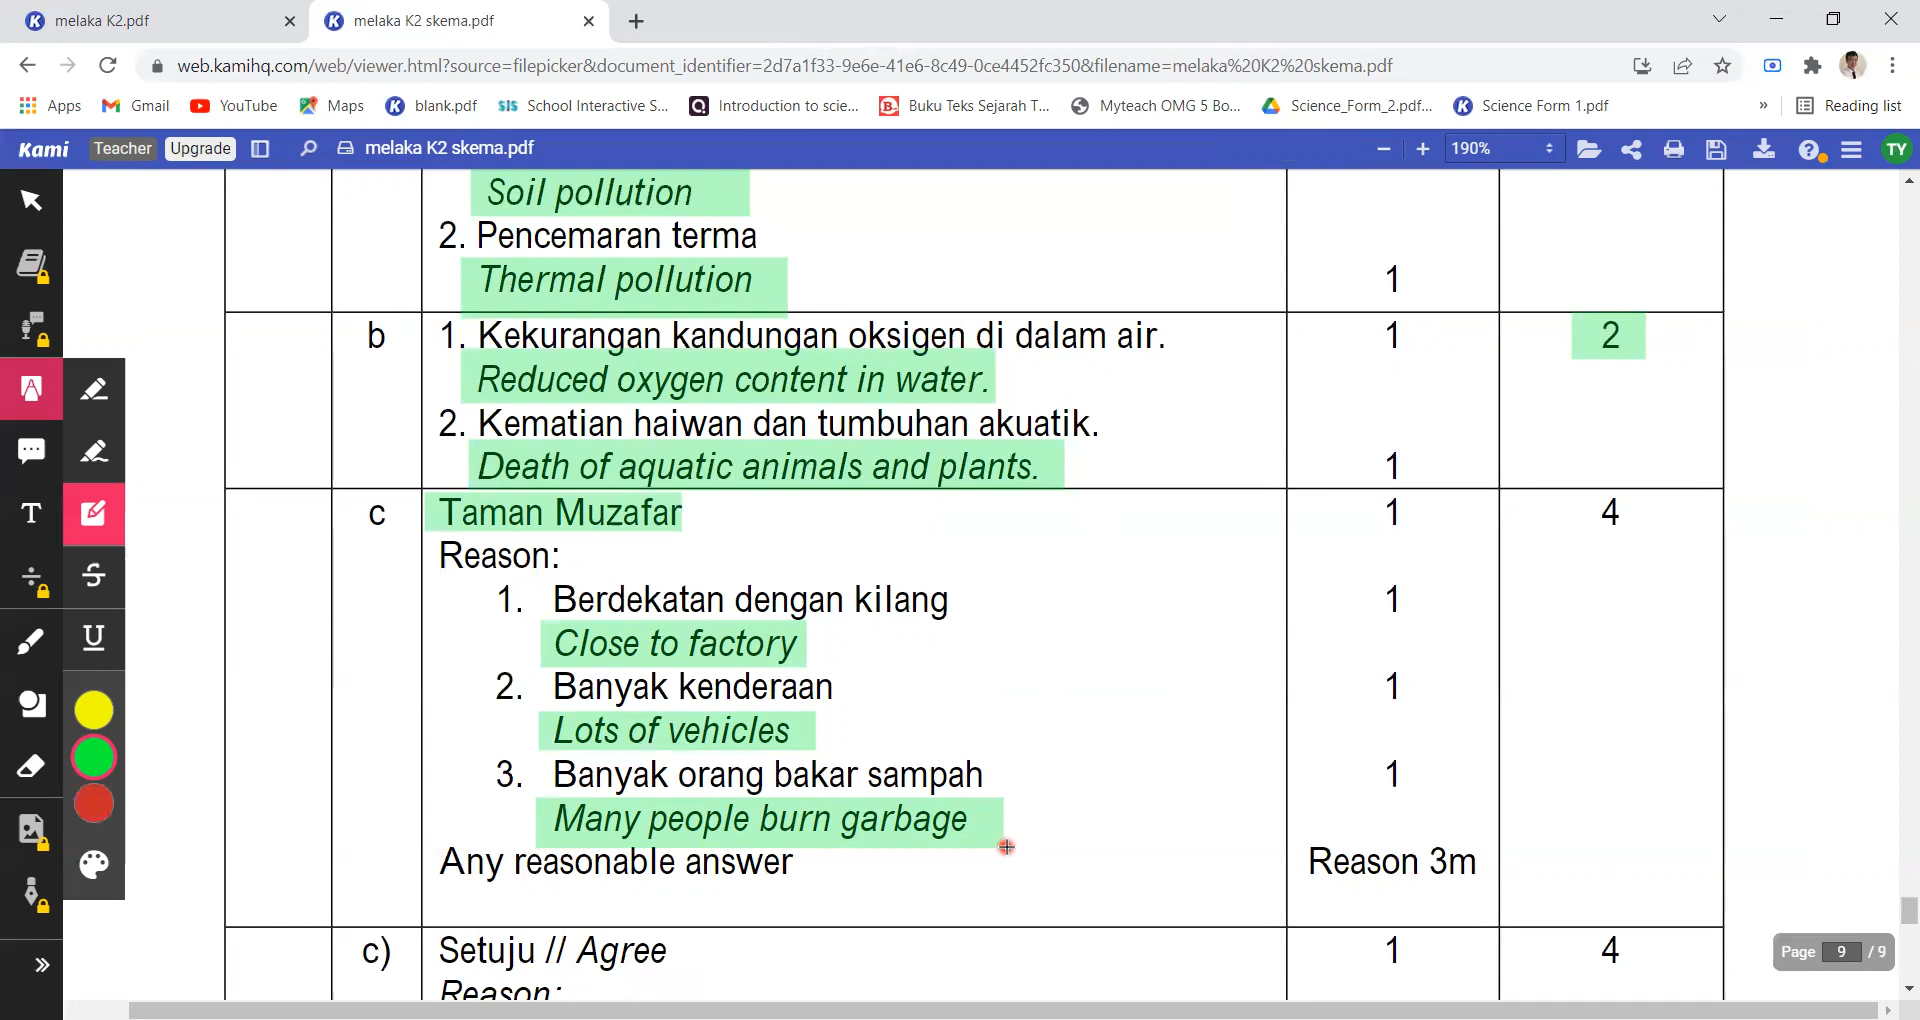 melaka K2.pdf
melaka K2 skema.pdf
web.kamihq.com/web/viewer.html?source=filepicker&document_identifier=2d7a1f33-9e6e-41e6-8c49-0ce4452fc350&filename=melaka%20K2%20skema.pdf
Apps Gmail YouTube Maps blank.pdf School Interactive S... Introduction to scie... Buku Teks Sejarah T... Myteach OMG 5 Bo... Science_Form_2.pdf... Science Form 1.pdf » Reading list
Kami Teacher Upgrade melaka K2 skema.pdf 190% TY
Soil pollution
2. Pencemaran terma
Thermal pollution 1
b 1. Kekurangan kandungan oksigen di dalam air. 1 2
Reduced oxygen content in water.
2. Kematian haiwan dan tumbuhan akuatik.
Death of aquatic animals and plants. 1
c Taman Muzafar 1 4
Reason:
1. Berdekatan dengan kilang 1
Close to factory
2. Banyak kenderaan 1
Lots of vehicles
3. Banyak orang bakar sampah 1
Many people burn garbage
Any reasonable answer Reason 3m
c) Setuju // Agree 1 4
Reason:
Page 9 / 9